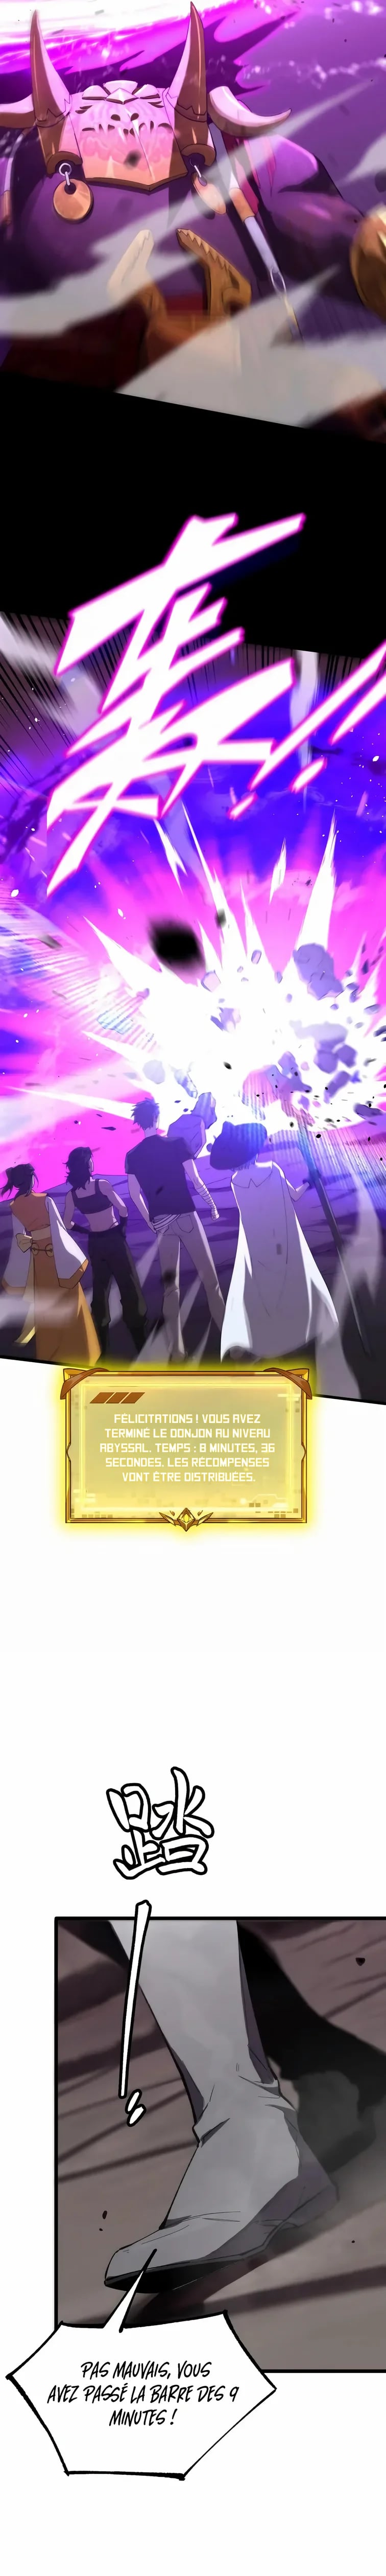 轰!!
FÉLICITATIONS ! VOUS AVEZ
TERMINÉ LE DONJON AU NIVEAU
ABYSSAL. TEMPS : 8 MINUTES, 36
SECONDES. LES RÉCOMPENSES
VONT ÊTRE DISTRIBUÉES.
踏!!
PAS MAUVAIS, VOUS
AVEZ PASSÉ LA BARRE DES 9
MINUTES !